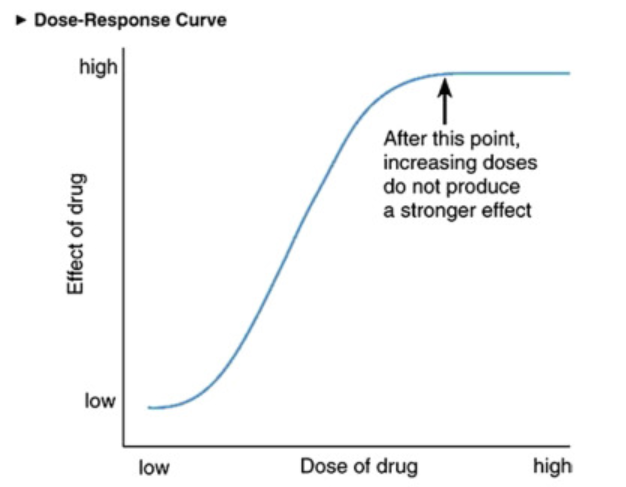 ► Dose-Response Curve
high
After this point,
increasing doses
do not produce
a stronger effect
Effect of drug
low
low Dose of drug high